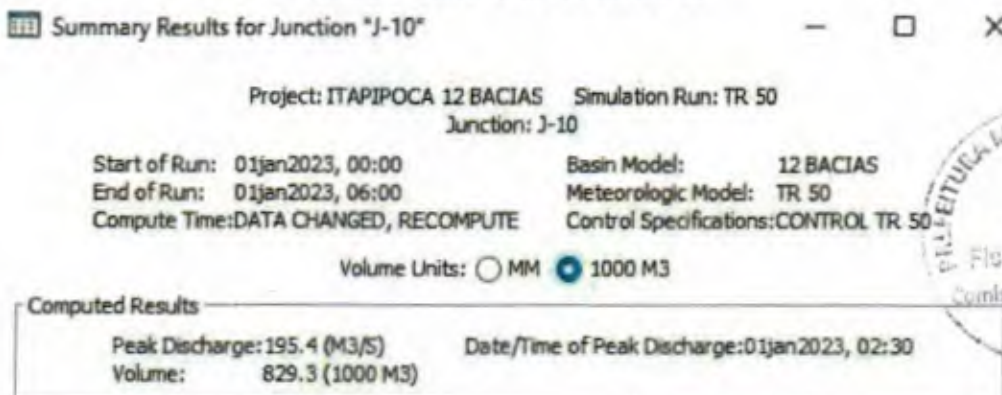 Summary Results for Junction "J-10"
Project: ITAPIPOCA 12 BACIAS Simulation Run: TR 50
Junction: J-10
Start of Run: 01jan2023, 00:00 Basin Model: 12 BACIAS
End of Run: 01jan2023, 06:00 Meteorologic Model: TR 50
Compute Time:DATA CHANGED, RECOMPUTE Control Specifications:CONTROL TR 50
Volume Units: MM 1000 M3
Computed Results
Peak Discharge:195.4 (M3/S) Date/Time of Peak Discharge:01jan2023, 02:30
Volume: 829.3 (1000 M3)